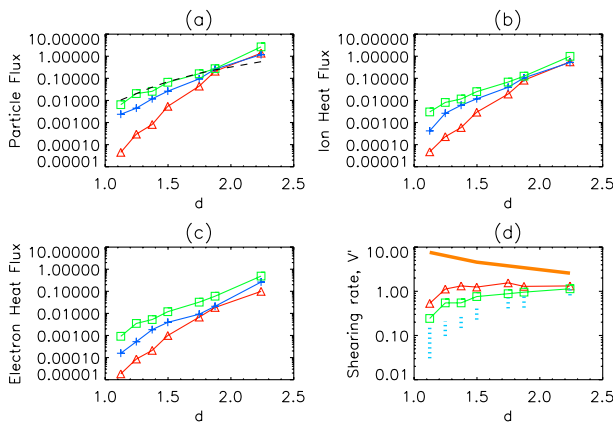 (a)
Particle Flux
10.00000
1.00000
0.10000
0.01000
0.00100
0.00010
0.00001
1.0 1.5 2.0 2.5
d
(b)
Ion Heat Flux
10.00000
1.00000
0.10000
0.01000
0.00100
0.00010
0.00001
1.0 1.5 2.0 2.5
d
(c)
Electron Heat Flux
10.00000
1.00000
0.10000
0.01000
0.00100
0.00010
0.00001
1.0 1.5 2.0 2.5
d
(d)
Shearing rate, V'
10.00
1.00
0.10
0.01
1.0 1.5 2.0 2.5
d